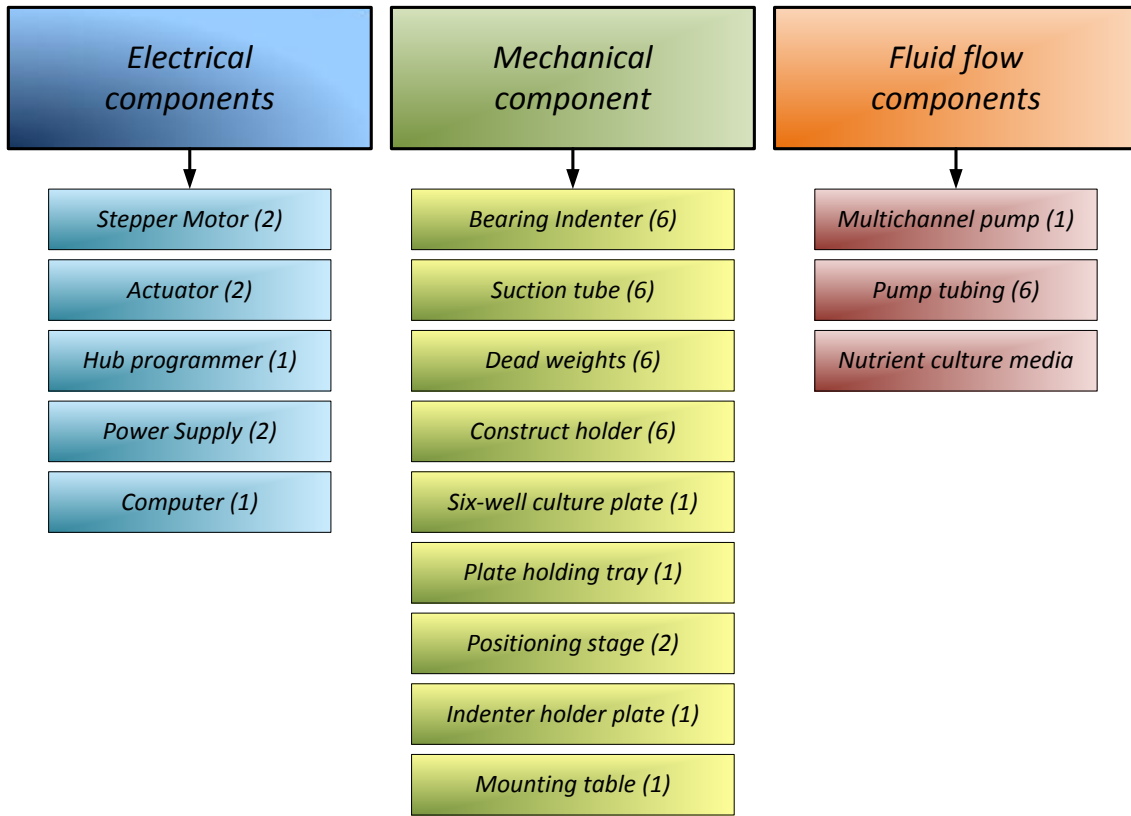 Electrical
components
Stepper Motor (2)
Actuator (2)
Hub programmer (1)
Power Supply (2)
Computer (1)
Mechanical
component
Bearing Indenter (6)
Suction tube (6)
Dead weights (6)
Construct holder (6)
Six-well culture plate (1)
Plate holding tray (1)
Positioning stage (2)
Indenter holder plate (1)
Mounting table (1)
Fluid flow
components
Multichannel pump (1)
Pump tubing (6)
Nutrient culture media